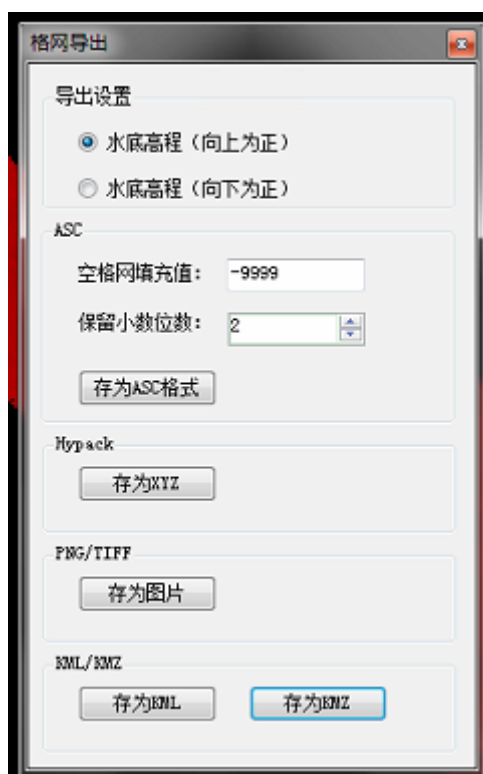 格网导出
导出设置
水底高程（向上为正）
水底高程（向下为正）
ASC
空格网填充值： -9999
保留小数位数： 2
存为ASC格式
Hypack
存为XYZ
PNG/TIFF
存为图片
KML/KMZ
存为KML 存为KMZ